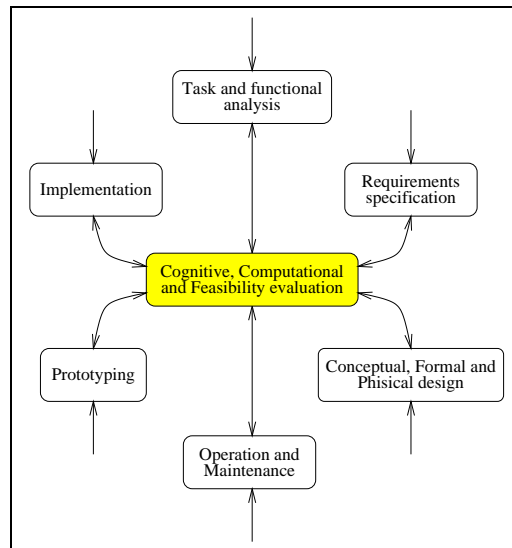 Task and functional
analysis
Implementation
Requirements
specification
Cognitive, Computational
and Feasibility evaluation
Prototyping
Conceptual, Formal and
Phisical design
Operation and
Maintenance